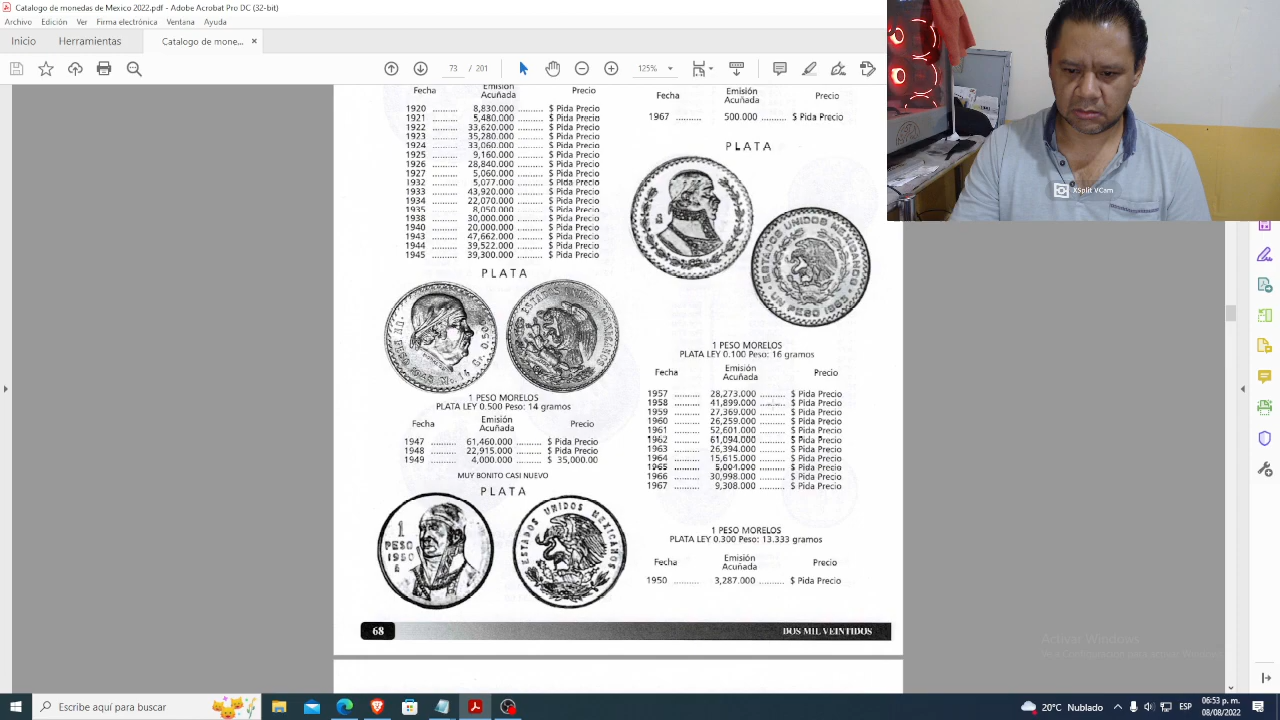 Catalogo de monedas de Mexico 2022.pdf - Adobe Acrobat Pro DC (32-bit)
Archivo Edición Ver Firma electrónica Ventana Ayuda
Inicio Herramientas Catalogo de mone... ×
73 / 201 125%
Fecha Emisión Acuñada Precio
1920 .......... 8,830.000 ......... $ Pida Precio
1921 .......... 5,480.000 ......... $ Pida Precio
1922 .......... 33,620.000 ......... $ Pida Precio
1923 .......... 35,280.000 ......... $ Pida Precio
1924 .......... 33,060.000 ......... $ Pida Precio
1925 .......... 9,160.000 ......... $ Pida Precio
1926 .......... 28,840.000 ......... $ Pida Precio
1927 .......... 5,060.000 ......... $ Pida Precio
1932 .......... 5,077.000 ......... $ Pida Precio
1933 .......... 43,920.000 ......... $ Pida Precio
1934 .......... 22,070.000 ......... $ Pida Precio
1935 .......... 8,050.000 ......... $ Pida Precio
1938 .......... 30,000.000 ......... $ Pida Precio
1940 .......... 20,000.000 ......... $ Pida Precio
1943 .......... 47,662.000 ......... $ Pida Precio
1944 .......... 39,522.000 ......... $ Pida Precio
1945 .......... 39,300.000 ......... $ Pida Precio
PLATA
1 PESO MORELOS
PLATA LEY 0.500 Peso: 14 gramos
Fecha Emisión Acuñada Precio
1947 .......... 61,460.000 ......... $ Pida Precio
1948 .......... 22,915.000 ......... $ Pida Precio
1949 .......... 4,000.000 ......... $ 35,000.00
MUY BONITO CASI NUEVO
PLATA
1
PESO
1950
ESTADOS UNIDOS MEXICANOS
Fecha Emisión Acuñada Precio
1967 .......... 500.000 .......... $ Pida Precio
PLATA
ESTADOS UNIDOS MEXICANOS
UN PESO 1965
1 PESO MORELOS
PLATA LEY 0.100 Peso: 16 gramos
Fecha Emisión Acuñada Precio
1957 .......... 28,273.000 .......... $ Pida Precio
1958 .......... 41,899.000 .......... $ Pida Precio
1959 .......... 27,369.000 .......... $ Pida Precio
1960 .......... 26,259.000 .......... $ Pida Precio
1961 .......... 52,601.000 .......... $ Pida Precio
1962 .......... 61,094.000 .......... $ Pida Precio
1963 .......... 26,394.000 .......... $ Pida Precio
1964 .......... 15,615.000 .......... $ Pida Precio
1965 .......... 5,004.000 .......... $ Pida Precio
1966 .......... 30,998.000 .......... $ Pida Precio
1967 .......... 9,308.000 .......... $ Pida Precio
1 PESO MORELOS
PLATA LEY 0.300 Peso: 13.333 gramos
Fecha Emisión Acuñada Precio
1950 .......... 3,287.000 .......... $ Pida Precio
68 DOS MIL VEINTIDOS
XSplit VCam
Activar Windows
Escribe aquí para buscar
20°C Nublado ESP 06:53 p. m.
08/08/2022